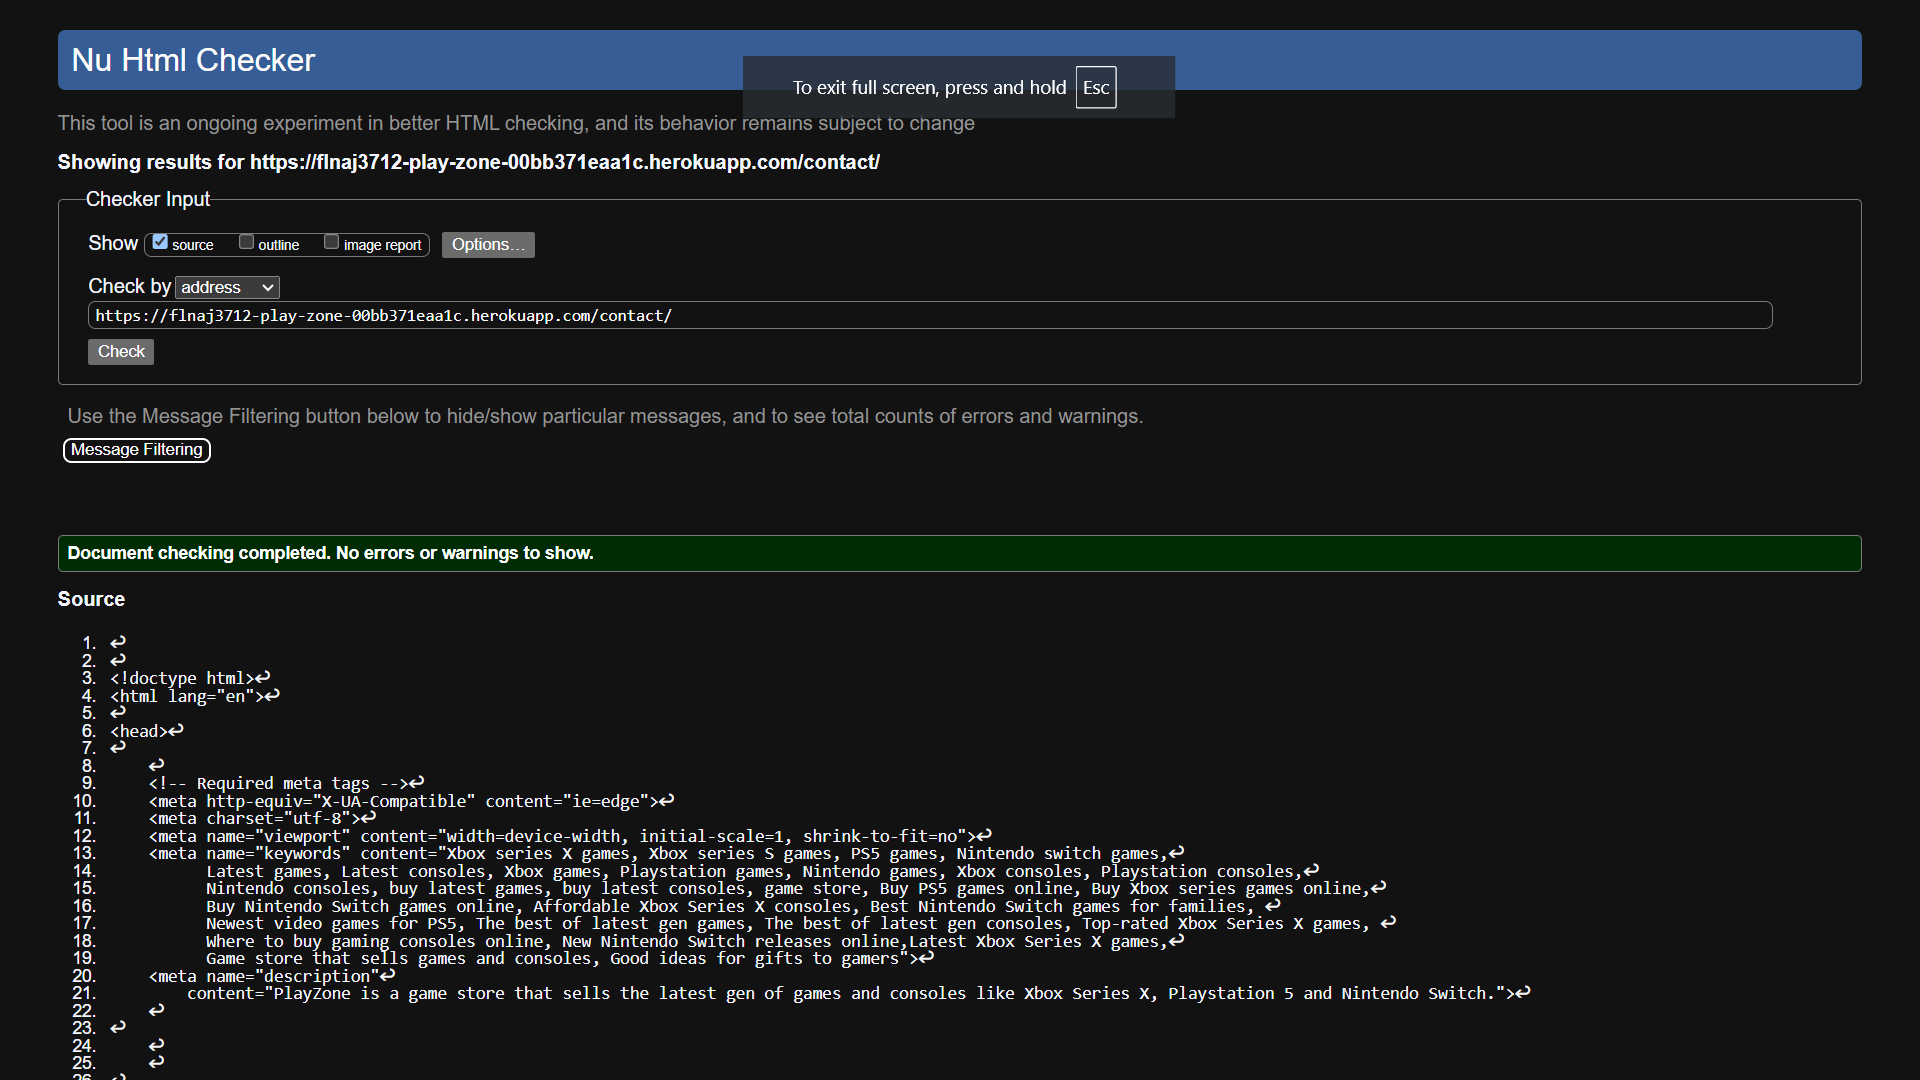 Nu Html Checker
To exit full screen, press and hold Esc
This tool is an ongoing experiment in better HTML checking, and its behavior remains subject to change
Showing results for https://flnaj3712-play-zone-00bb371eaa1c.herokuapp.com/contact/
Checker Input
Show source outline image report Options...
Check by address
https://flnaj3712-play-zone-00bb371eaa1c.herokuapp.com/contact/
Check
Use the Message Filtering button below to hide/show particular messages, and to see total counts of errors and warnings.
Message Filtering
Document checking completed. No errors or warnings to show.
Source
1. ↩
2. ↩
3. <!doctype html>↩
4. <html lang="en">↩
5. ↩
6. <head>↩
7. ↩
8. ↩
9. <!-- Required meta tags -->↩
10. <meta http-equiv="X-UA-Compatible" content="ie=edge">↩
11. <meta charset="utf-8">↩
12. <meta name="viewport" content="width=device-width, initial-scale=1, shrink-to-fit=no">↩
13. <meta name="keywords" content="Xbox series X games, Xbox series S games, PS5 games, Nintendo switch games,↩
14. Latest games, Latest consoles, Xbox games, Playstation games, Nintendo games, Xbox consoles, Playstation consoles,↩
15. Nintendo consoles, buy latest games, buy latest consoles, game store, Buy PS5 games online, Buy Xbox series games online,↩
16. Buy Nintendo Switch games online, Affordable Xbox Series X consoles, Best Nintendo Switch games for families, ↩
17. Newest video games for PS5, The best of latest gen games, The best of latest gen consoles, Top-rated Xbox Series X games, ↩
18. Where to buy gaming consoles online, New Nintendo Switch releases online,Latest Xbox Series X games,↩
19. Game store that sells games and consoles, Good ideas for gifts to gamers">↩
20. <meta name="description"↩
21. content="PlayZone is a game store that sells the latest gen of games and consoles like Xbox Series X, Playstation 5 and Nintendo Switch.">↩
22. ↩
23. ↩
24. ↩
25. ↩
26. ↩